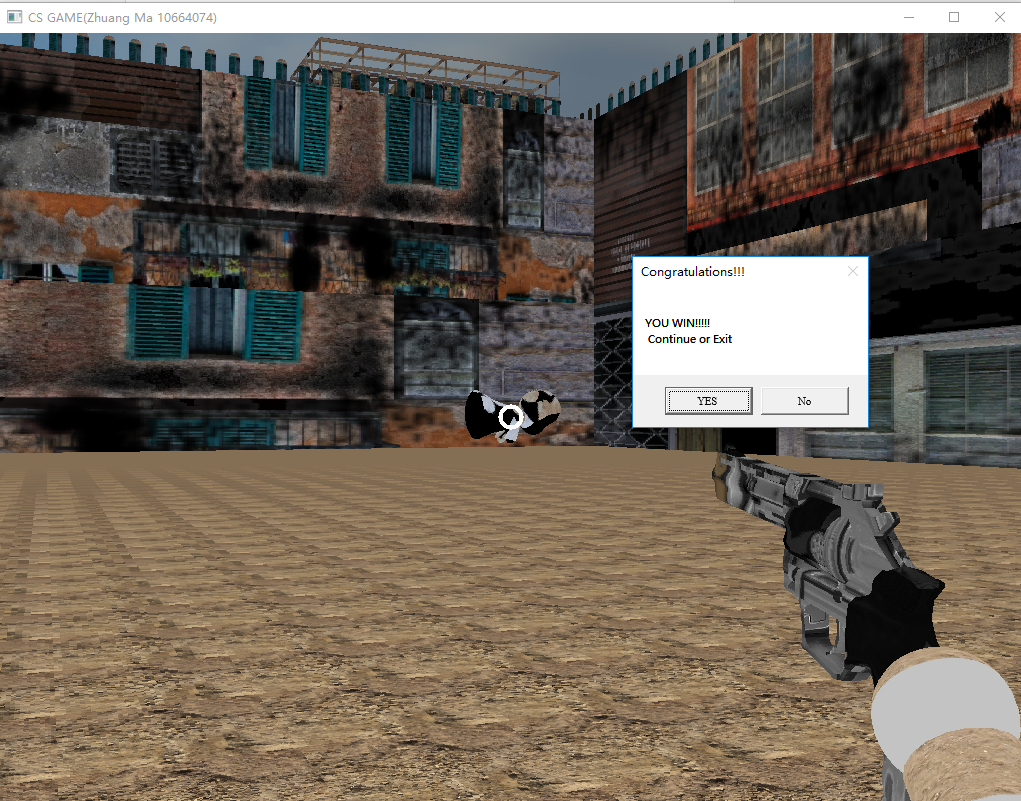 CS GAME(Zhuang Ma 10664074)
Congratulations!!!
YOU WIN!!!!!
Continue or Exit
YES
No